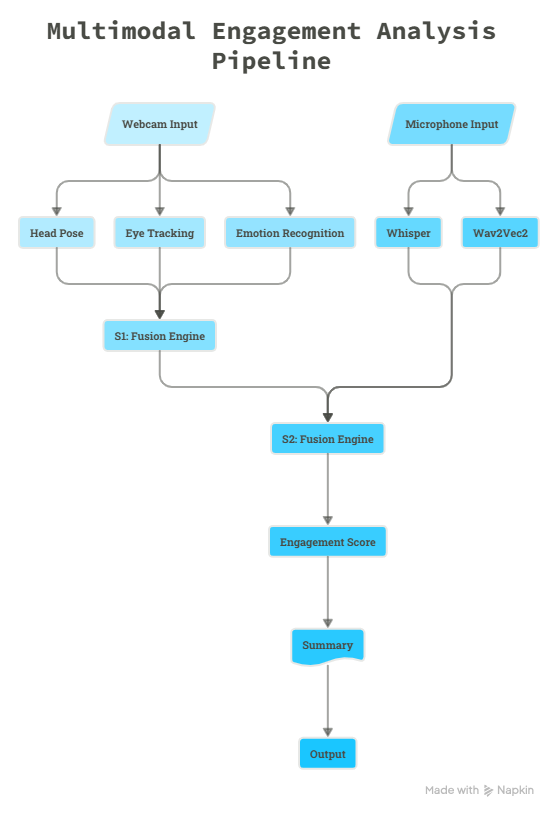 Multimodal Engagement Analysis
Pipeline
Webcam Input
Microphone Input
Head Pose
Eye Tracking
Emotion Recognition
Whisper
Wav2Vec2
S1: Fusion Engine
S2: Fusion Engine
Engagement Score
Summary
Output
Made with Napkin